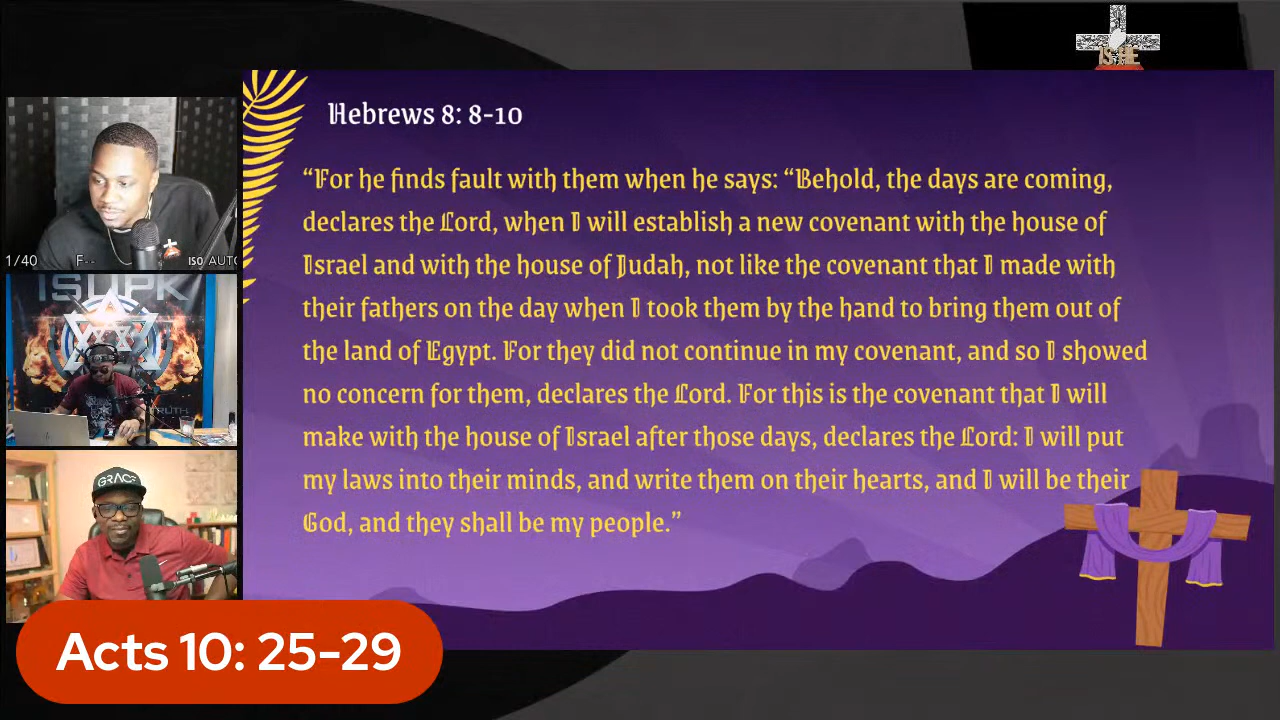 IS HE
Hebrews 8: 8-10
“For he finds fault with them when he says: “Behold, the days are coming,
declares the Lord, when I will establish a new covenant with the house of
Israel and with the house of Judah, not like the covenant that I made with
their fathers on the day when I took them by the hand to bring them out of
the land of Egypt. For they did not continue in my covenant, and so I showed
no concern for them, declares the Lord. For this is the covenant that I will
make with the house of Israel after those days, declares the Lord: I will put
my laws into their minds, and write them on their hearts, and I will be their
God, and they shall be my people.”
1/40 F-- ISO AUTO
ISUPK
TRUTH
GRACE
Acts 10: 25-29